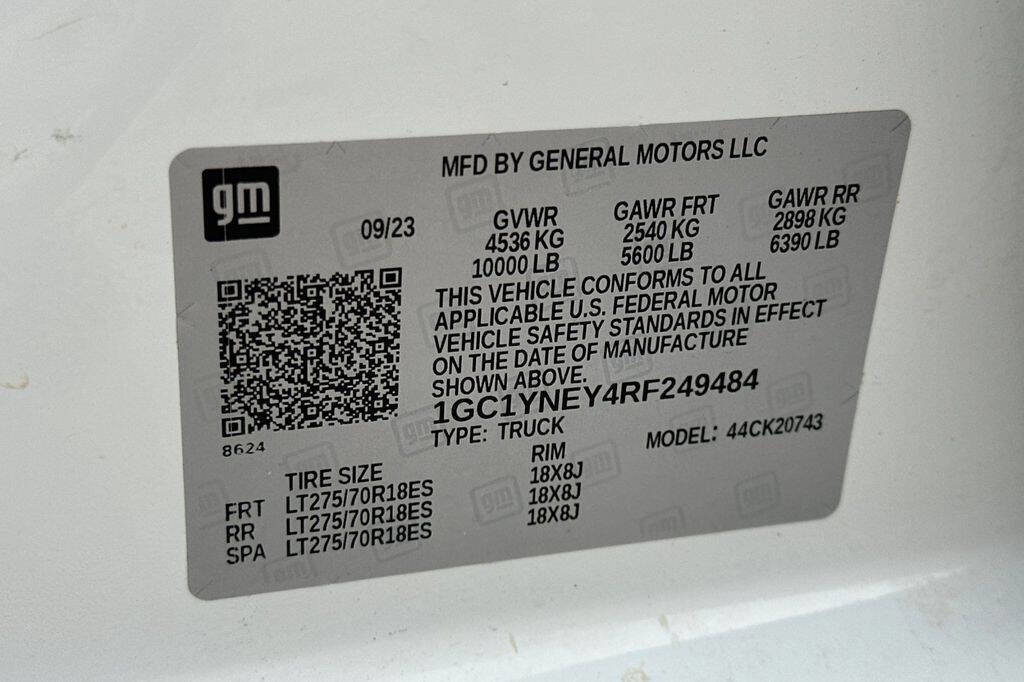 MFD BY GENERAL MOTORS LLC
gm
09/23
GVWR GAWR FRT GAWR RR
4536 KG 2540 KG 2898 KG
10000 LB 5600 LB 6390 LB
THIS VEHICLE CONFORMS TO ALL
APPLICABLE U.S. FEDERAL MOTOR
VEHICLE SAFETY STANDARDS IN EFFECT
ON THE DATE OF MANUFACTURE
SHOWN ABOVE.
1GC1YNEY4RF249484
8624
TYPE: TRUCK MODEL: 44CK20743
TIRE SIZE RIM
FRT LT275/70R18ES 18X8J
RR LT275/70R18ES 18X8J
SPA LT275/70R18ES 18X8J